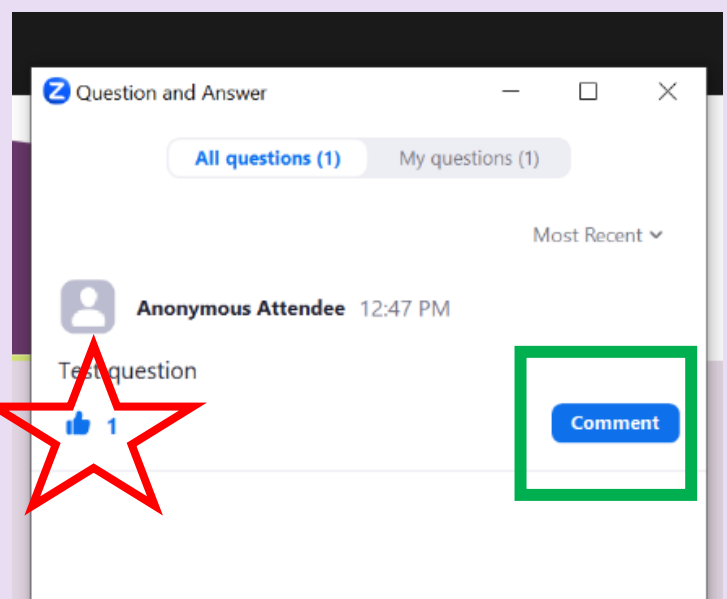 Question and Answer
All questions (1) My questions (1)
Most Recent
Anonymous Attendee 12:47 PM
Test question
1 Comment